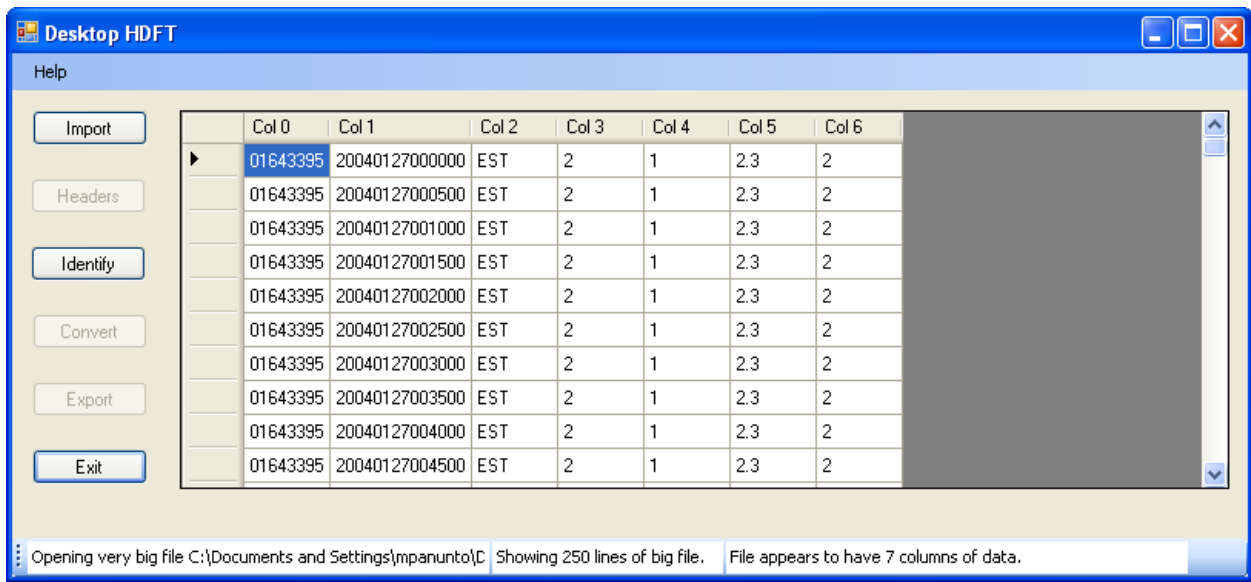 Desktop HDFT
Help
Import
Headers
Identify
Convert
Export
Exit
Col 0 Col 1 Col 2 Col 3 Col 4 Col 5 Col 6
01643395 20040127000000 EST 2 1 2.3 2
01643395 20040127000500 EST 2 1 2.3 2
01643395 20040127001000 EST 2 1 2.3 2
01643395 20040127001500 EST 2 1 2.3 2
01643395 20040127002000 EST 2 1 2.3 2
01643395 20040127002500 EST 2 1 2.3 2
01643395 20040127003000 EST 2 1 2.3 2
01643395 20040127003500 EST 2 1 2.3 2
01643395 20040127004000 EST 2 1 2.3 2
01643395 20040127004500 EST 2 1 2.3 2
Opening very big file C:\Documents and Settings\mpanunto\D Showing 250 lines of big file. File appears to have 7 columns of data.